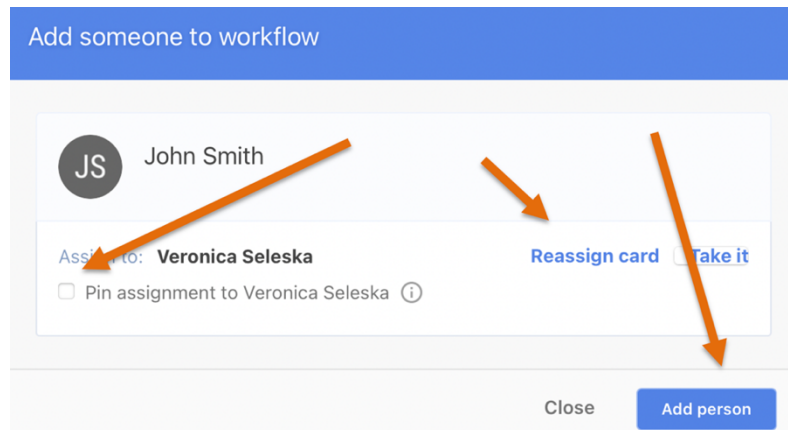 Add someone to workflow
JS John Smith
Assign to: Veronica Seleska Reassign card Take it
Pin assignment to Veronica Seleska
Close Add person